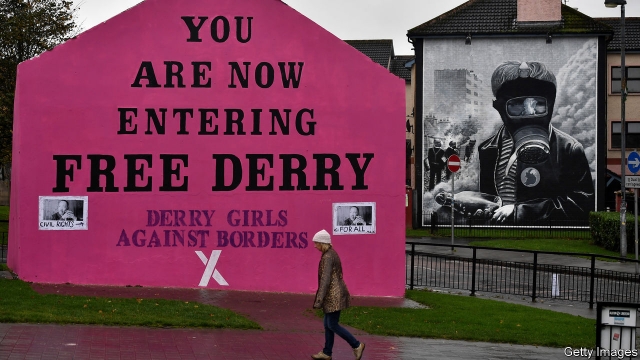 YOU
ARE NOW
ENTERING
FREE DERRY
DERRY GIRLS
AGAINST BORDERS
X
CIVIL RIGHTS
FOR ALL
Getty Images